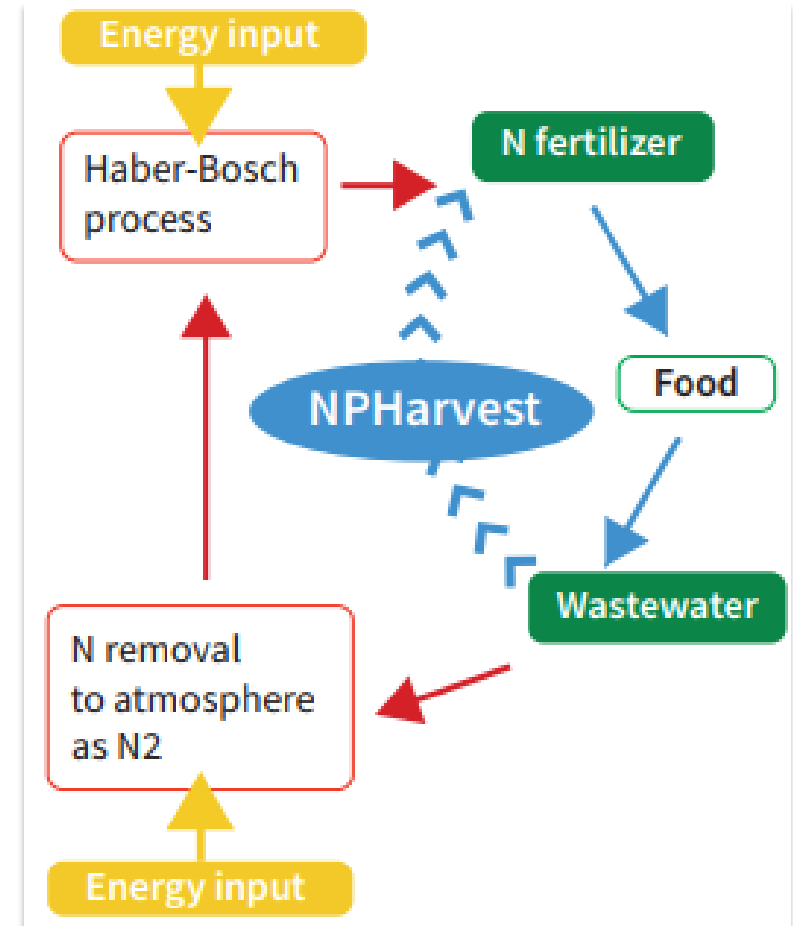 Energy input
Haber-Bosch
process
N fertilizer
Food
NPHarvest
Wastewater
N removal
to atmosphere
as N2
Energy input